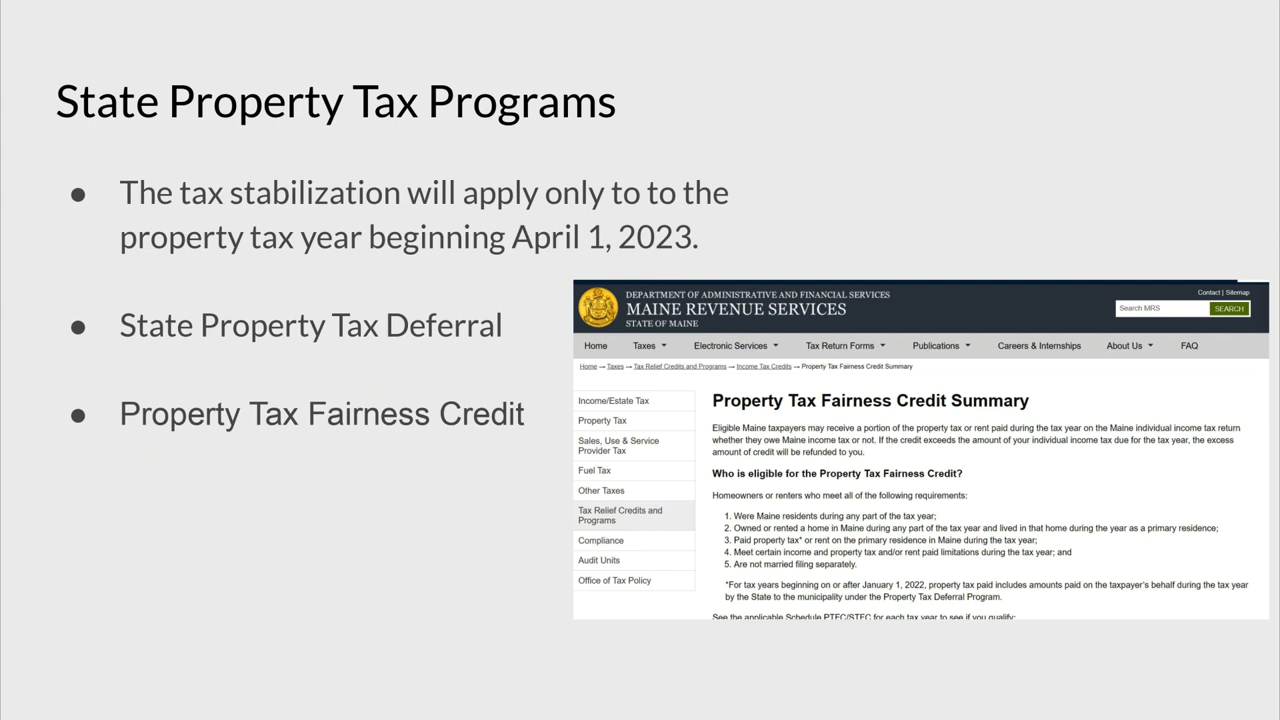 State Property Tax Programs
● The tax stabilization will apply only to to the
property tax year beginning April 1, 2023.
● State Property Tax Deferral
● Property Tax Fairness Credit
Contact | Sitemap
DEPARTMENT OF ADMINISTRATIVE AND FINANCIAL SERVICES
MAINE REVENUE SERVICES
STATE OF MAINE
Search MRS SEARCH
Home Taxes Electronic Services Tax Return Forms Publications Careers & Internships About Us FAQ
Home → Taxes → Tax Relief Credits and Programs → Income Tax Credits → Property Tax Fairness Credit Summary
Income/Estate Tax
Property Tax
Sales, Use & Service
Provider Tax
Fuel Tax
Other Taxes
Tax Relief Credits and
Programs
Compliance
Audit Units
Office of Tax Policy
Property Tax Fairness Credit Summary
Eligible Maine taxpayers may receive a portion of the property tax or rent paid during the tax year on the Maine individual income tax return
whether they owe Maine income tax or not. If the credit exceeds the amount of your individual income tax due for the tax year, the excess
amount of credit will be refunded to you.
Who is eligible for the Property Tax Fairness Credit?
Homeowners or renters who meet all of the following requirements:
1. Were Maine residents during any part of the tax year;
2. Owned or rented a home in Maine during any part of the tax year and lived in that home during the year as a primary residence;
3. Paid property tax* or rent on the primary residence in Maine during the tax year;
4. Meet certain income and property tax and/or rent paid limitations during the tax year; and
5. Are not married filing separately.
*For tax years beginning on or after January 1, 2022, property tax paid includes amounts paid on the taxpayer's behalf during the tax year
by the State to the municipality under the Property Tax Deferral Program.
See the applicable Schedule PTFC/STFC for each tax year to see if you qualify: